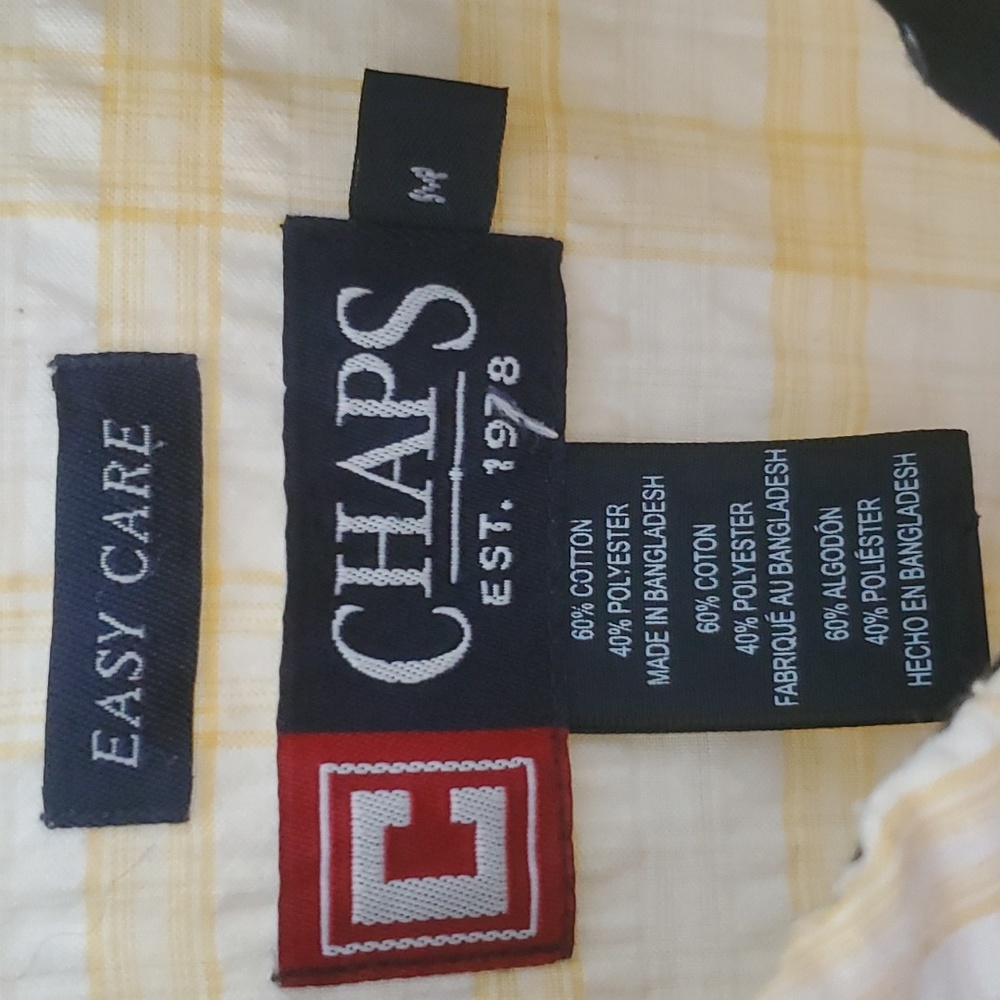 EASY CARE
M
C
CHAPS
EST. 1978
60% COTTON
40% POLYESTER
MADE IN BANGLADESH
60% COTON
40% POLYESTER
FABRIQUÉ AU BANGLADESH
60% ALGODÓN
40% POLIÉSTER
HECHO EN BANGLADESH